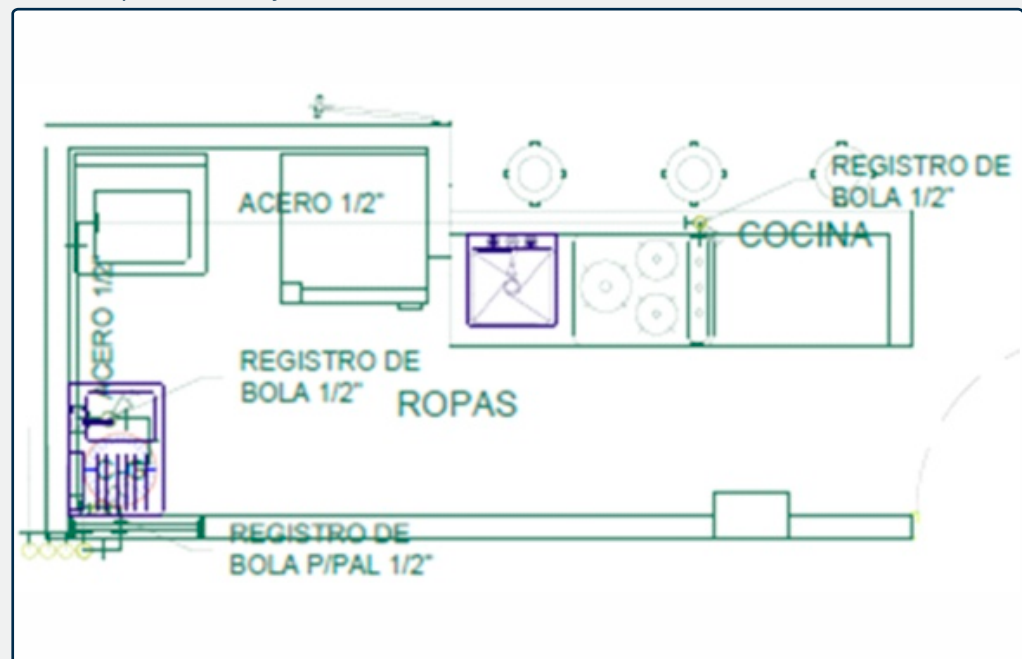 REGISTRO DE
BOLA 1/2"
ACERO 1/2"
COCINA
ACERO 1/2"
REGISTRO DE
BOLA 1/2"
ROPAS
REGISTRO DE
BOLA P/PAL 1/2"